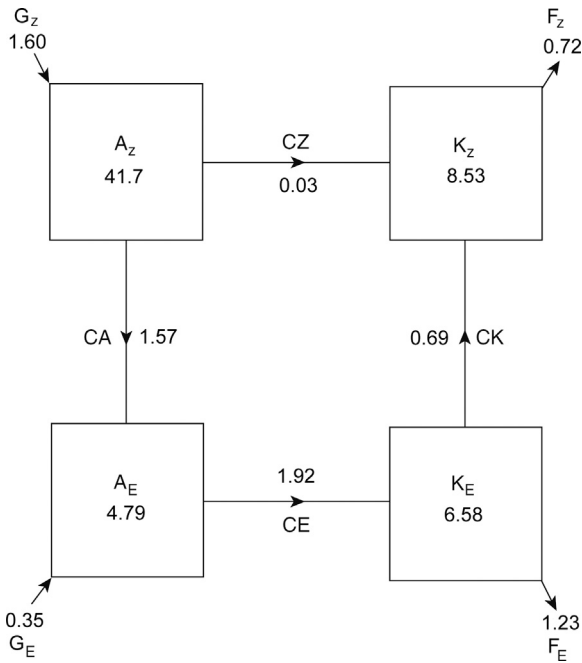 G_z
1.60
F_z
0.72
A_z
41.7
CZ
0.03
K_z
8.53
CA 1.57
0.69 CK
A_E
4.79
1.92
CE
K_E
6.58
0.35
G_E
1.23
F_E